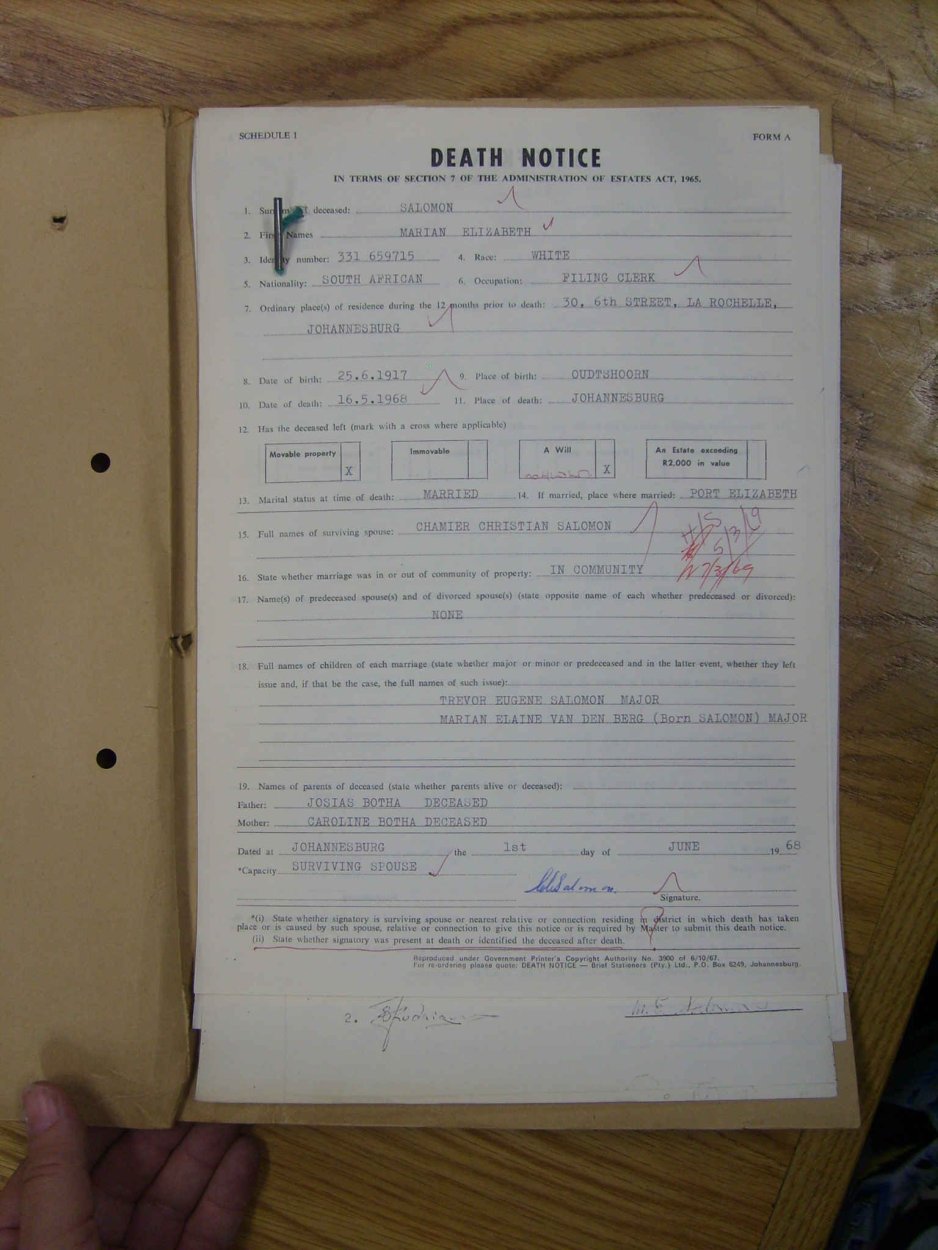 SCHEDULE 1 FORM A
DEATH NOTICE
IN TERMS OF SECTION 7 OF THE ADMINISTRATION OF ESTATES ACT, 1965.
1. deceased: SALOMON
2. Names MARIAN ELIZABETH
3. number: 331 659715 4. Race: WHITE
5. Nationality: SOUTH AFRICAN 6. Occupation: FILING CLERK
7. Ordinary place(s) of residence during the 12 months prior to death: 30, 6th STREET, LA ROCHELLE,
JOHANNESBURG
8. Date of birth: 25.6.1917 9. Place of birth: OUDTSHOORN
10. Date of death: 16.5.1968 11. Place of death: JOHANNESBURG
12. Has the deceased left (mark with a cross where applicable)
Movable property X Immovable A Will X An Estate exceeding
R2,000 in value
13. Marital status at time of death: MARRIED 14. If married, place where married: PORT ELIZABETH
15. Full names of surviving spouse: CHAMIER CHRISTIAN SALOMON
16. State whether marriage was in or out of community of property: IN COMMUNITY
17. Name(s) of predeceased spouse(s) and of divorced spouse(s) (state opposite name of each whether predeceased or divorced):
NONE
18. Full names of children of each marriage (state whether major or minor or predeceased and in the latter event, whether they left
issue and, if that be the case, the full names of such issue):
TREVOR EUGENE SALOMON MAJOR
MARIAN ELAINE VAN DEN BERG (Born SALOMON) MAJOR
19. Names of parents of deceased (state whether parents alive or deceased):
Father: JOSIAS BOTHA DECEASED
Mother: CAROLINE BOTHA DECEASED
Dated at JOHANNESBURG the 1st day of JUNE 1968
*Capacity SURVIVING SPOUSE
Signature.
*(i) State whether signatory is surviving spouse or nearest relative or connection residing in district in which death has taken
place or is caused by such spouse, relative or connection to give this notice or is required by Master to submit this death notice.
(ii) State whether signatory was present at death or identified the deceased after death.
Reproduced under Government Printer's Copyright Authority No. 3900 of 6/10/67.
For re-ordering please quote: DEATH NOTICE — Brief Stationers (Pty.) Ltd., P.O. Box 6249, Johannesburg.
2.